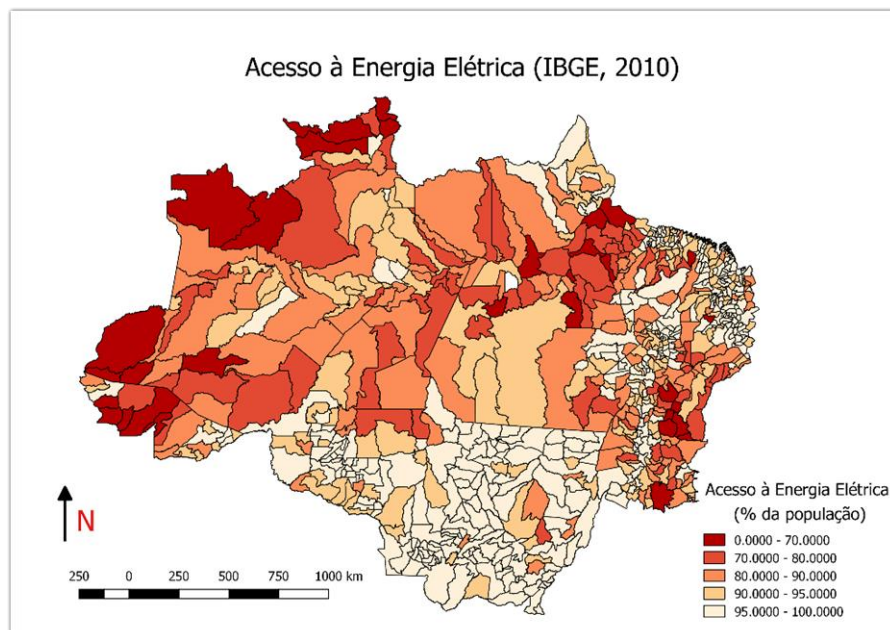 Acesso à Energia Elétrica (IBGE, 2010)
N
250 0 250 500 750 1000 km
Acesso à Energia Elétrica
(% da população)
0.0000 - 70.0000
70.0000 - 80.0000
80.0000 - 90.0000
90.0000 - 95.0000
95.0000 - 100.0000